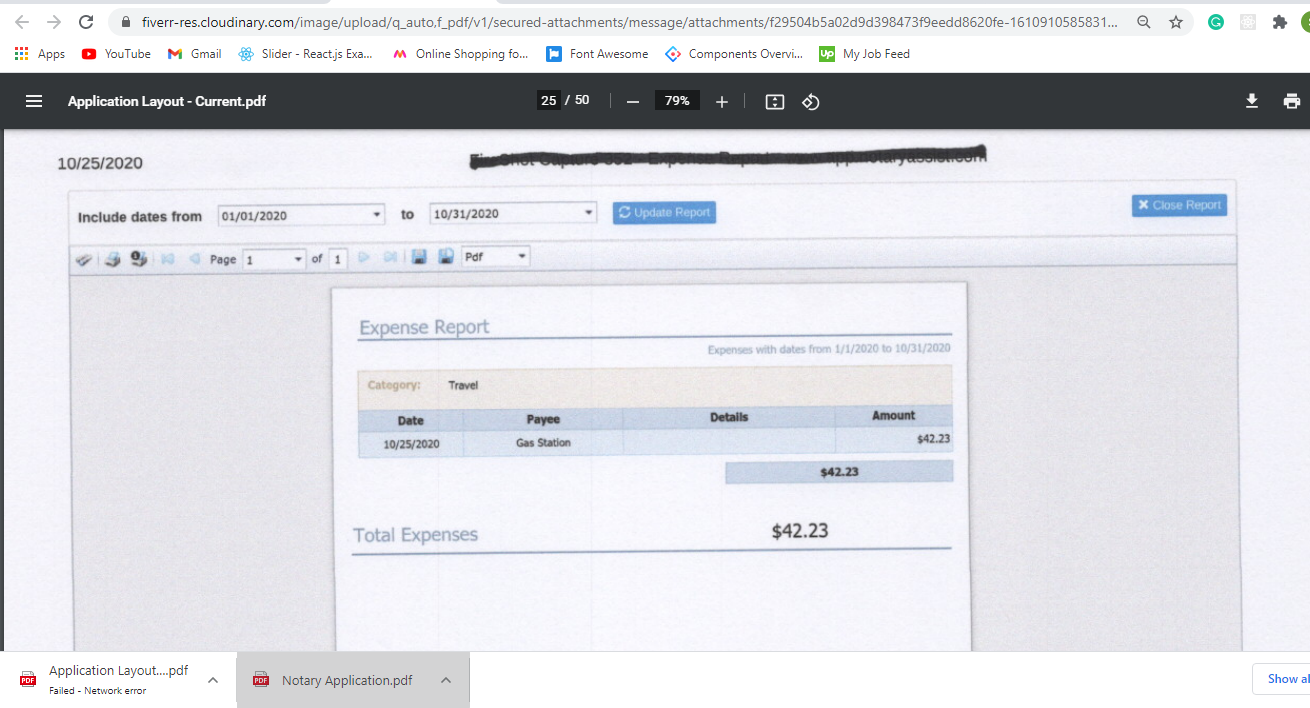 fiverr-res.cloudinary.com/image/upload/q_auto,f_pdf/v1/secured-attachments/message/attachments/f29504b5a02d9d398473f9eedd8620fe-1610910585831...
Apps YouTube Gmail Slider - React.js Exa... Online Shopping fo... Font Awesome Components Overvi... up My Job Feed
Application Layout - Current.pdf 25 / 50 79%
10/25/2020
Include dates from 01/01/2020 to 10/31/2020 Update Report Close Report
Page 1 of 1 Pdf
Expense Report
Expenses with dates from 1/1/2020 to 10/31/2020
Category: Travel
Date Payee Details Amount
10/25/2020 Gas Station $42.23
$42.23
Total Expenses $42.23
PDF Application Layout....pdf
Failed - Network error
PDF Notary Application.pdf
Show al